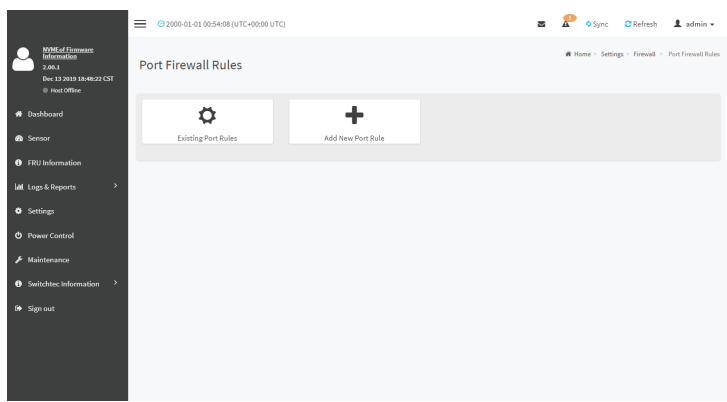 2000-01-01 00:54:08 (UTC+00:00 UTC)
2
Sync
Refresh
admin
NVMEof Firmware
Information
2.00.1
Dec 13 2019 18:48:22 CST
Host Offline
Port Firewall Rules
Home > Settings > Firewall > Port Firewall Rules
Existing Port Rules
Add New Port Rule
Dashboard
Sensor
FRU Information
Logs & Reports
Settings
Power Control
Maintenance
Switchtec Information
Sign out